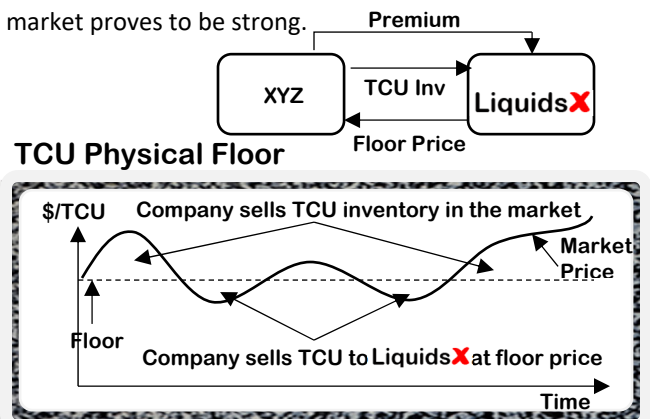 market proves to be strong.
Premium
XYZ
TCU Inv
LiquidsX
Floor Price
TCU Physical Floor
$/TCU
Company sells TCU inventory in the market
Market
Price
Floor
Company sells TCU to LiquidsX at floor price
Time